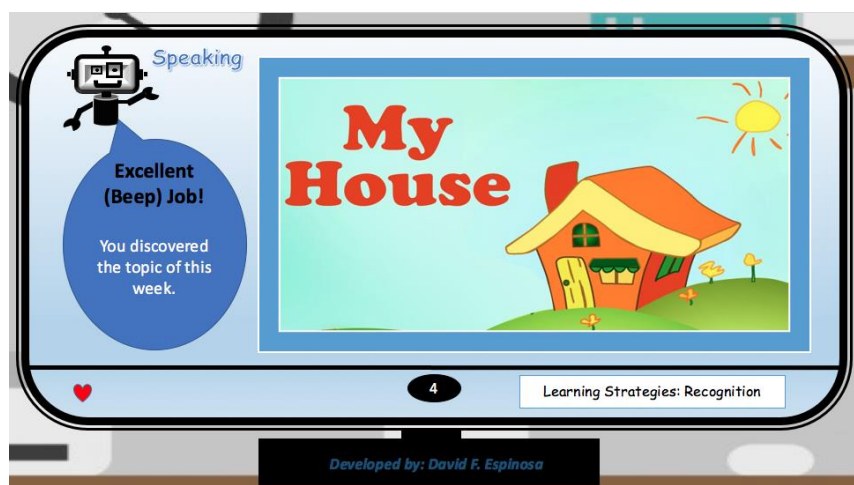 Speaking
Excellent
(Beep) Job!
You discovered
the topic of this
week.
My
House
4
Learning Strategies: Recognition
Developed by: David F. Espinosa